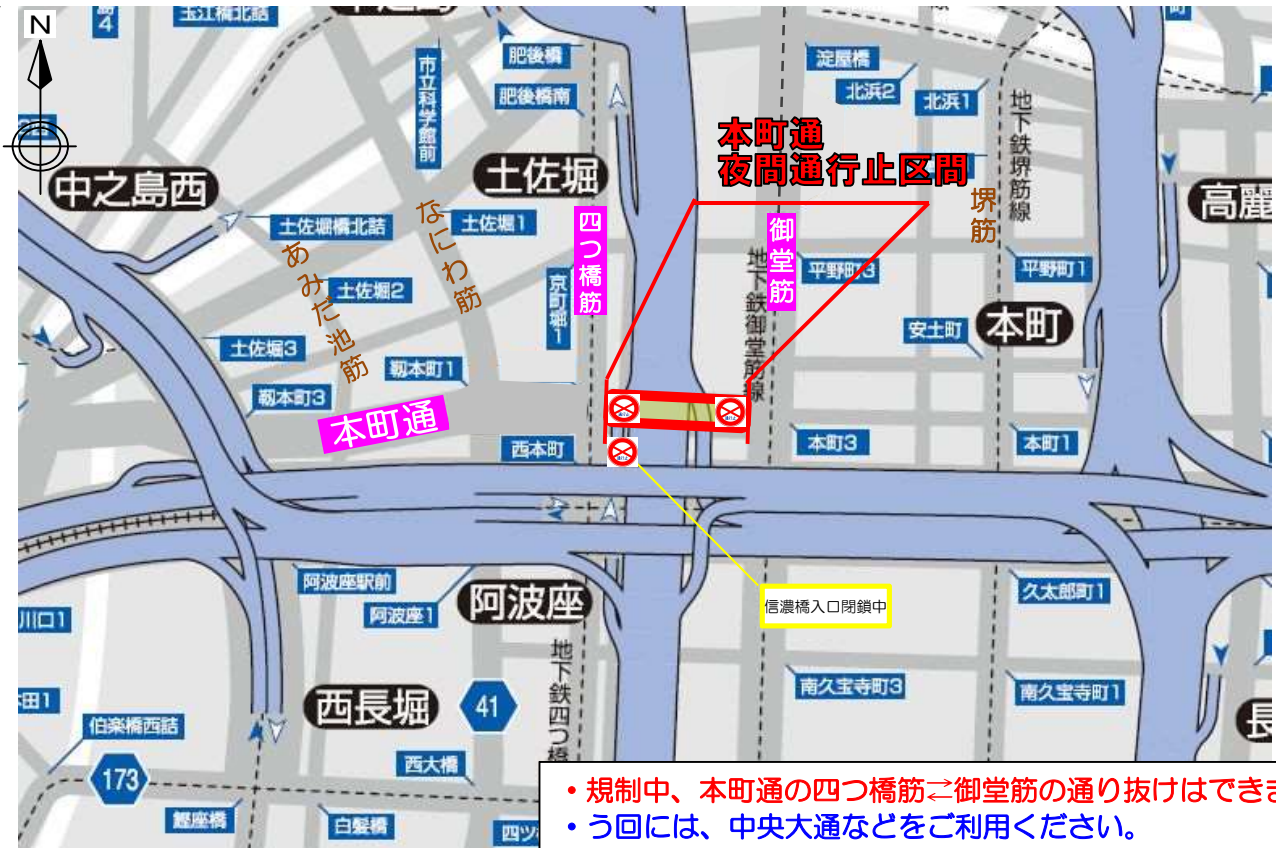 N
玉江橋北詰
肥後橋
肥後橋南
市立科学館前
淀屋橋
北浜2
北浜1
地下鉄堺筋線
本町通
夜間通行止区間
中之島西
土佐堀
高麗
土佐堀橋北詰
なにわ筋
土佐堀1
四つ橋筋
御堂筋
堺筋
あみだ池筋
土佐堀2
京町堀1
地下鉄御堂筋線
平野町3
平野町1
土佐堀3
安土町
本町
靱本町1
靱本町3
本町通
西本町
本町3
本町1
阿波座駅前
阿波座1
阿波座
信濃橋入口閉鎖中
久太郎町1
川口1
地下鉄四つ橋
南久宝寺町3
南久宝寺町1
西長堀
41
伯楽橋西詰
長
173
西大橋
鰹座橋
白髪橋
四ツ
・規制中、本町通の四つ橋筋⇄御堂筋の通り抜けはできま
・う回には、中央大通などをご利用ください。